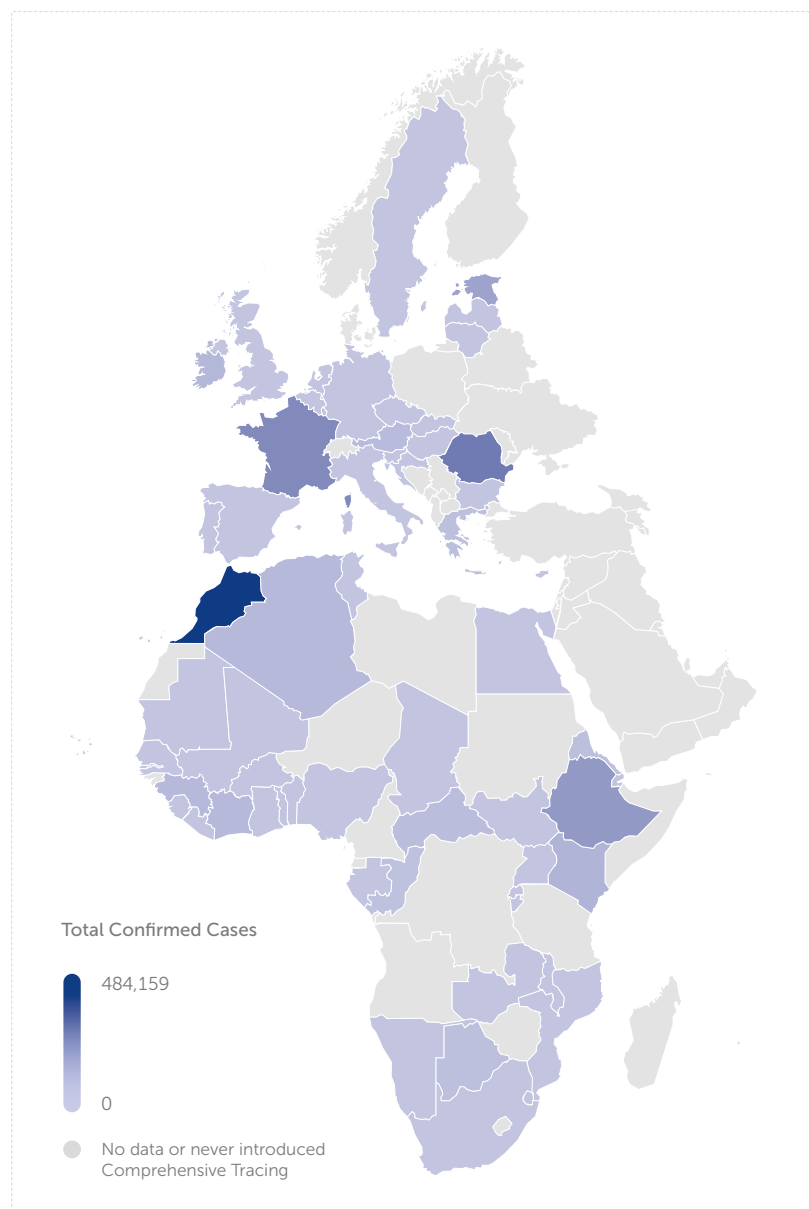 Total Confirmed Cases
484,159
0
No data or never introduced
Comprehensive Tracing